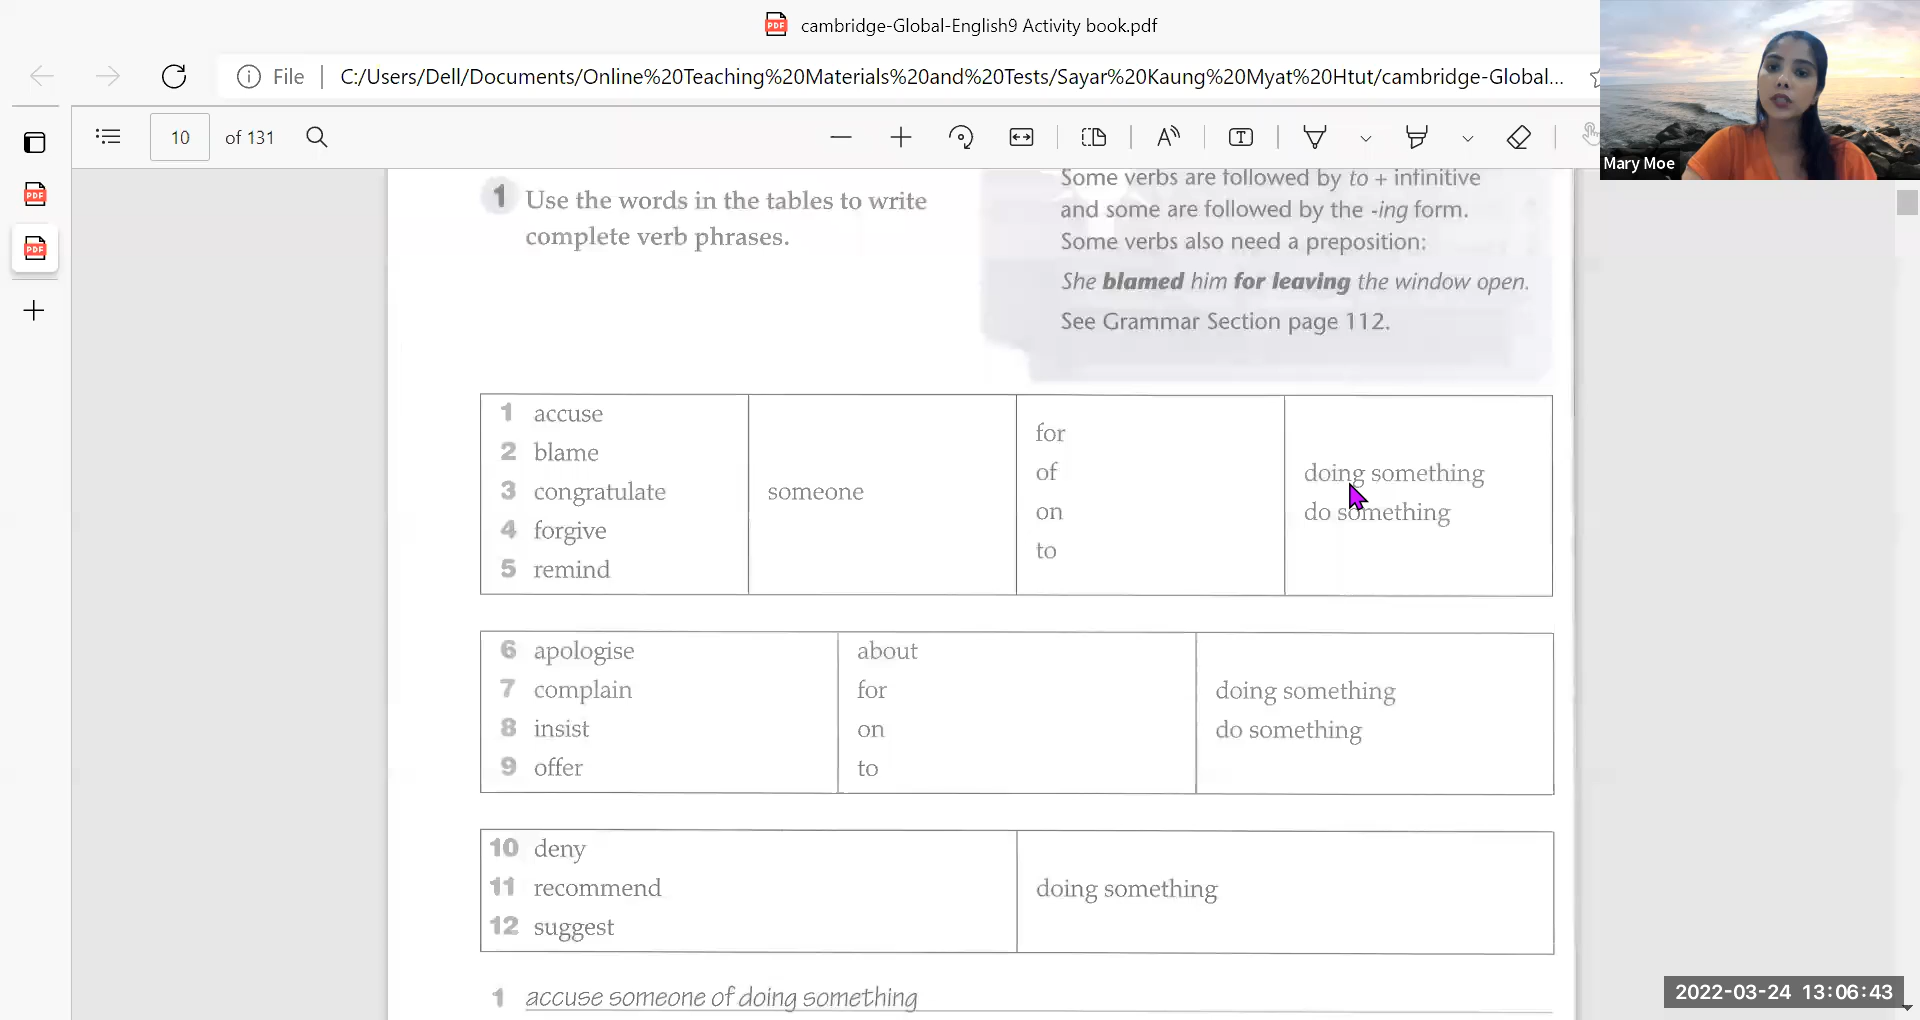 cambridge-Global-English9 Activity book.pdf
File
C:/Users/Dell/Documents/Online%20Teaching%20Materials%20and%20Tests/Sayar%20Kaung%20Myat%20Htut/cambridge-Global...
10 of 131
Mary Moe
1 Use the words in the tables to write
complete verb phrases.
Some verbs are followed by to + infinitive
and some are followed by the -ing form.
Some verbs also need a preposition:
She blamed him for leaving the window open.
See Grammar Section page 112.
1 accuse
2 blame
3 congratulate
4 forgive
5 remind
someone
for
of
on
to
doing something
do something
6 apologise
7 complain
8 insist
9 offer
about
for
on
to
doing something
do something
10 deny
11 recommend
12 suggest
doing something
1 accuse someone of doing something
2022-03-24 13:06:43